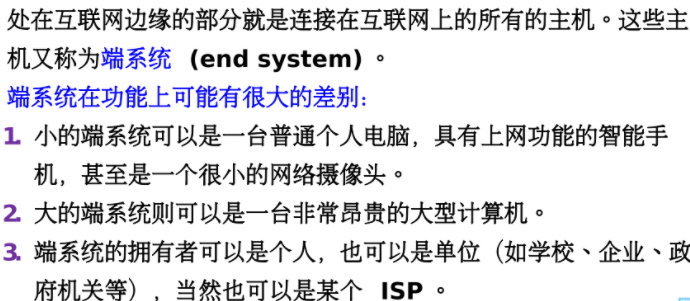 处在互联网边缘的部分就是连接在互联网上的所有的主机。这些主
机又称为端系统 (end system) 。
端系统在功能上可能有很大的差别:
1. 小的端系统可以是一台普通个人电脑，具有上网功能的智能手
机，甚至是一个很小的网络摄像头。
2. 大的端系统则可以是一台非常昂贵的大型计算机。
3. 端系统的拥有者可以是个人，也可以是单位（如学校、企业、政
府机关等），当然也可以是某个 ISP 。